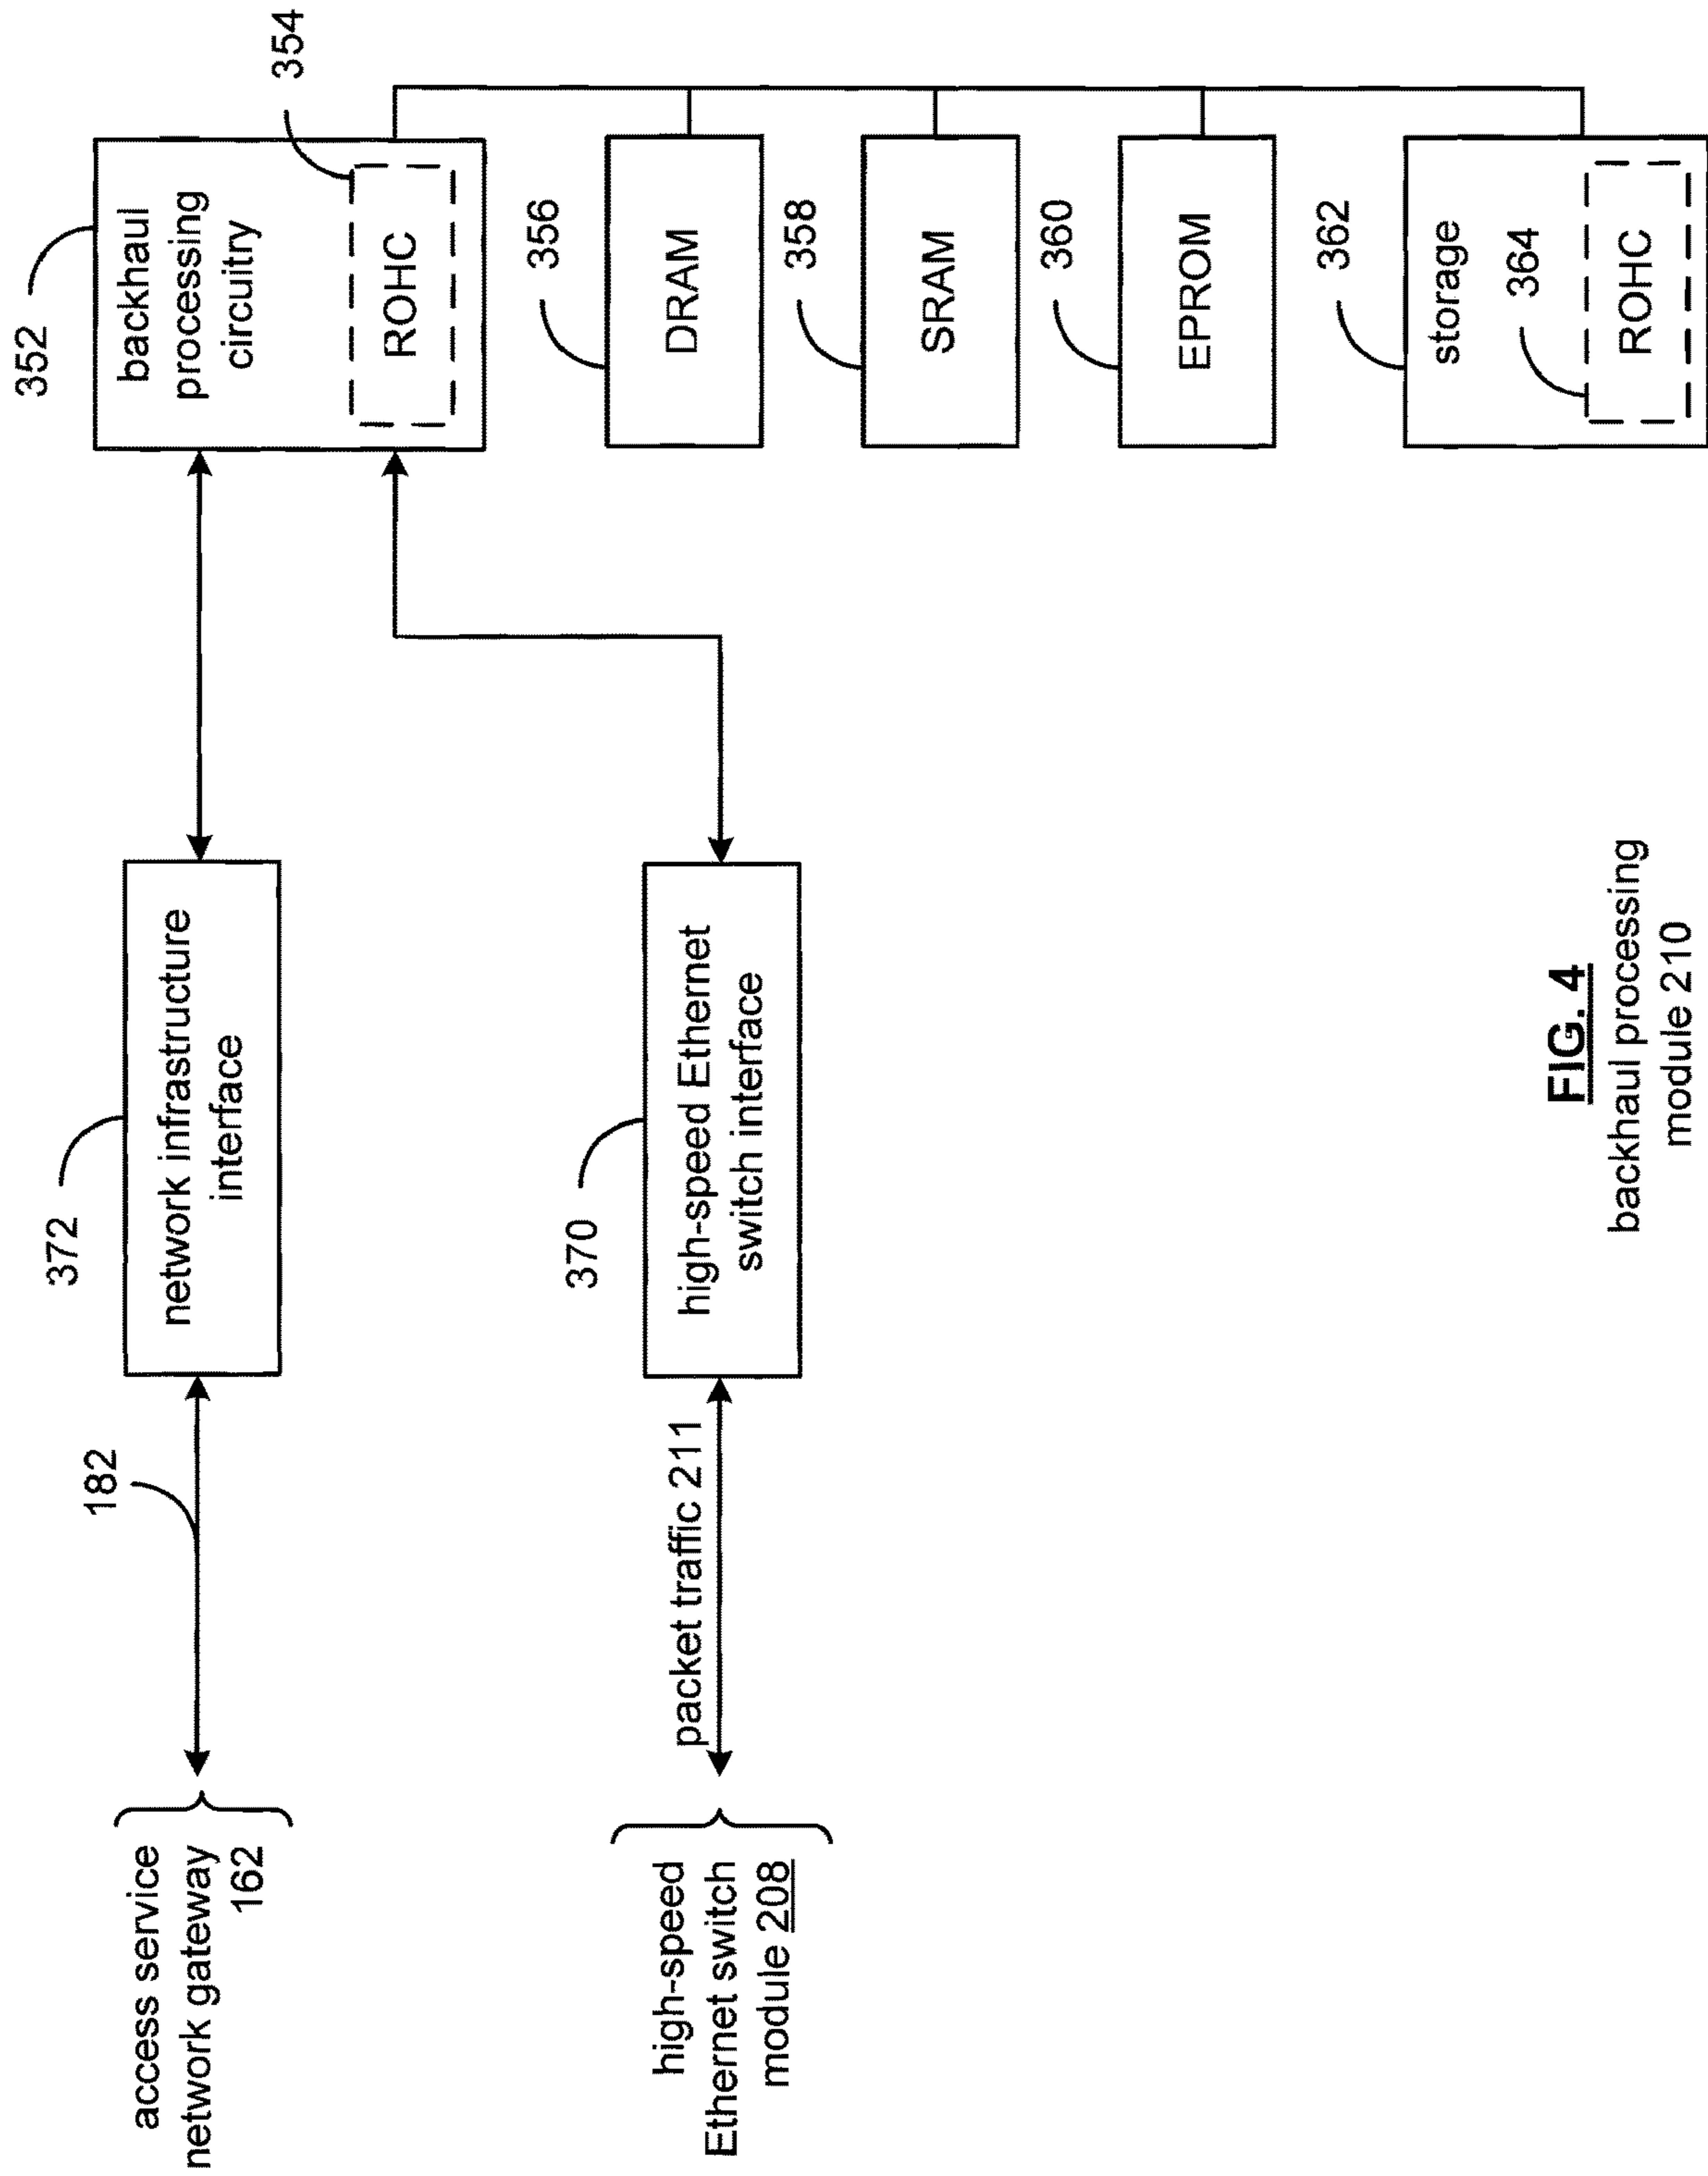 access service
network gateway
162
182
372
network infrastructure
interface
352
backhaul
processing
circuitry
354
ROHC
high-speed
Ethernet switch
module 208
packet traffic 211
370
high-speed Ethernet
switch interface
356
DRAM
358
SRAM
360
EPROM
362
storage
364
ROHC
FIG. 4
backhaul processing
module 210